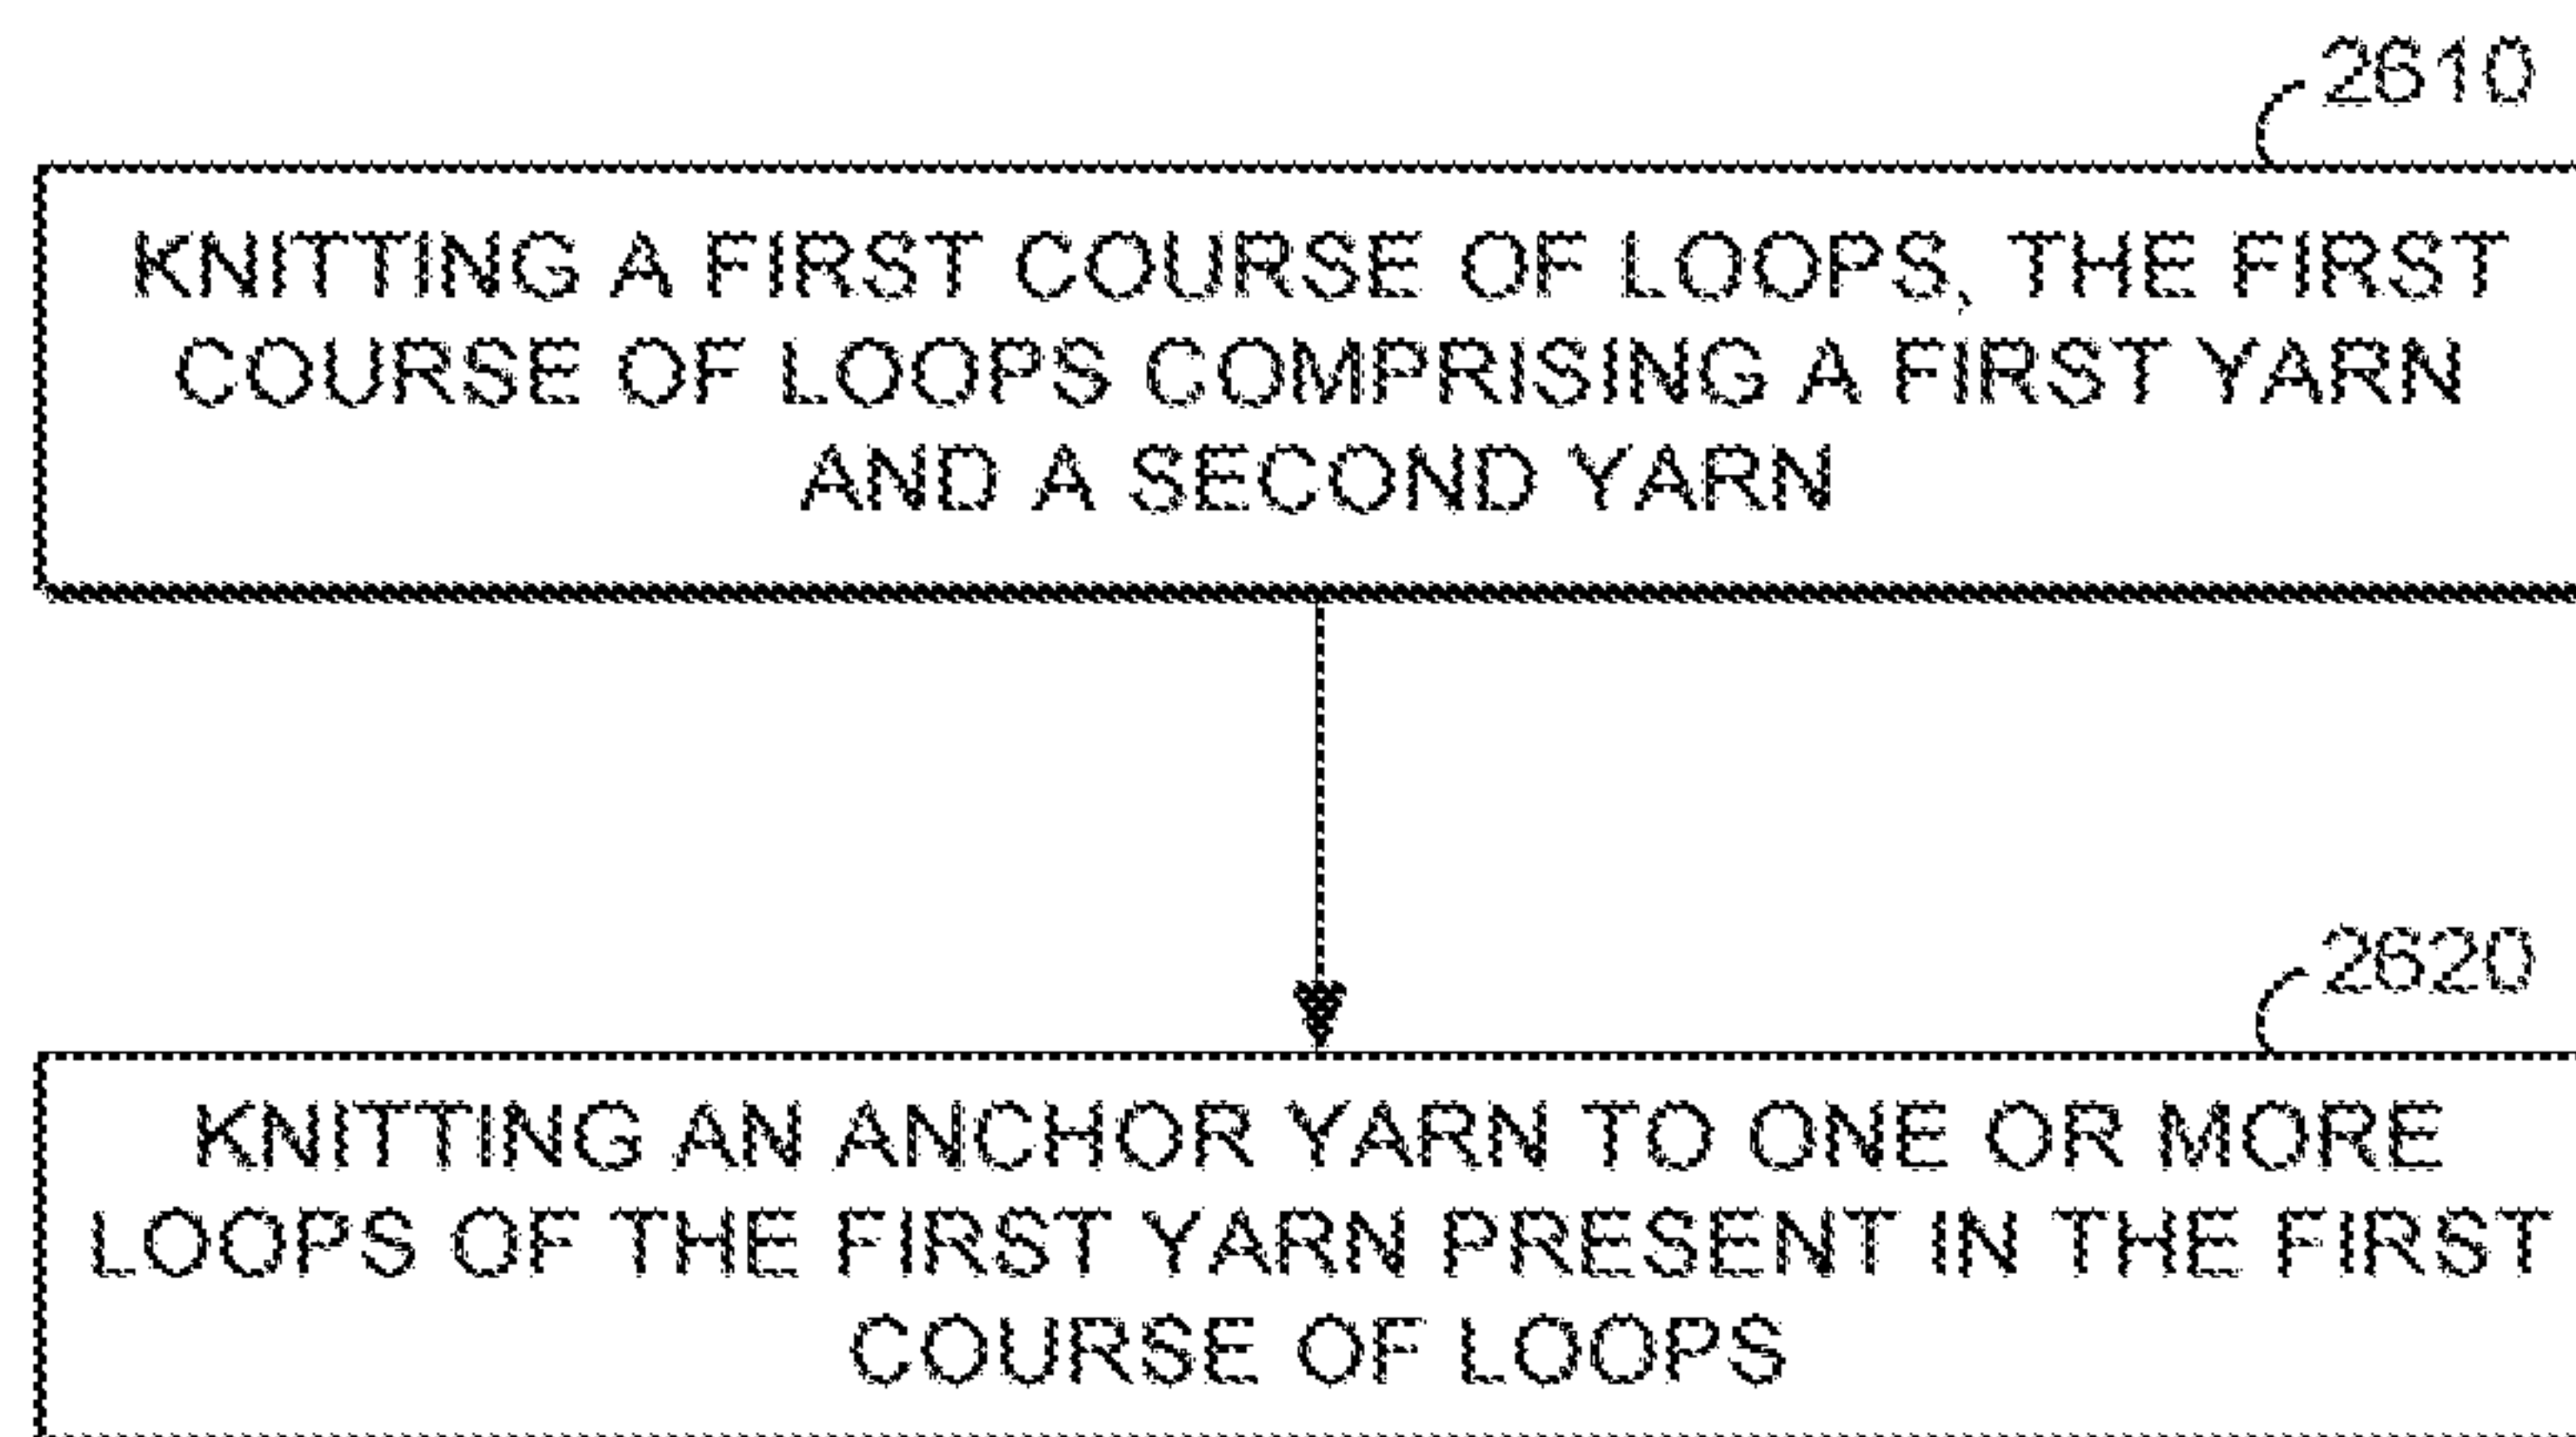 2610
KNITTING A FIRST COURSE OF LOOPS, THE FIRST
COURSE OF LOOPS COMPRISING A FIRST YARN
AND A SECOND YARN
2620
KNITTING AN ANCHOR YARN TO ONE OR MORE
LOOPS OF THE FIRST YARN PRESENT IN THE FIRST
COURSE OF LOOPS